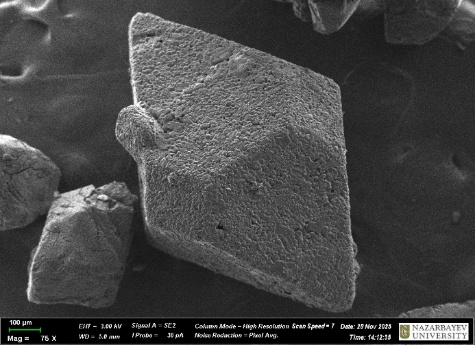 100 µm
Mag = 75 X
EHT = 3.00 kV
WD = 5.0 mm
Signal A = SE2
I Probe = 30 pA
Column Mode = High Resolution Scan Speed = 7
Noise Reduction = Pixel Avg.
Date: 20 Nov 2025
Time: 14:12:38
NAZARBAYEV
UNIVERSITY